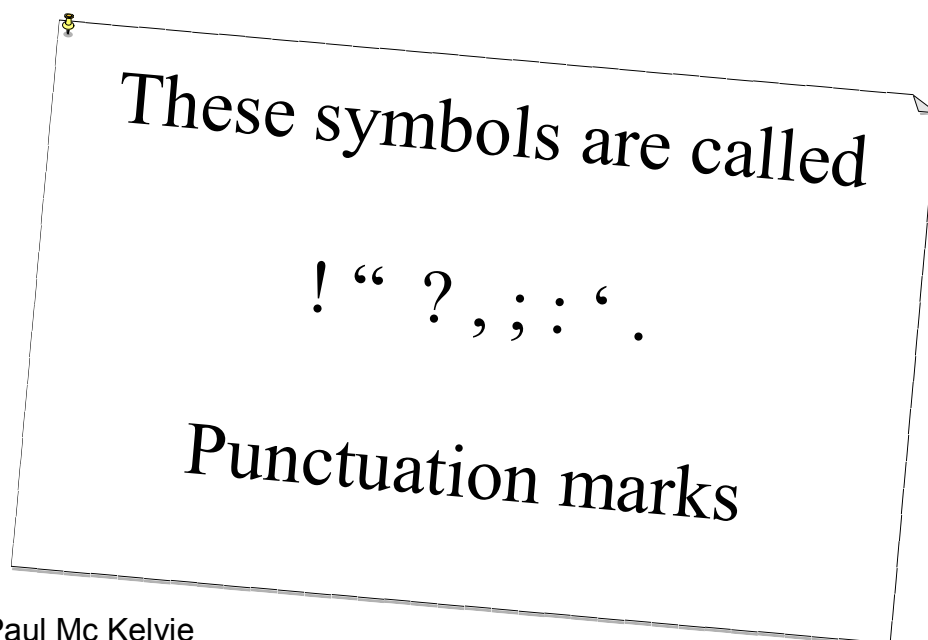 These symbols are called
! “ ? , ; : ‘ .
Punctuation marks
Paul Mc Kelvie